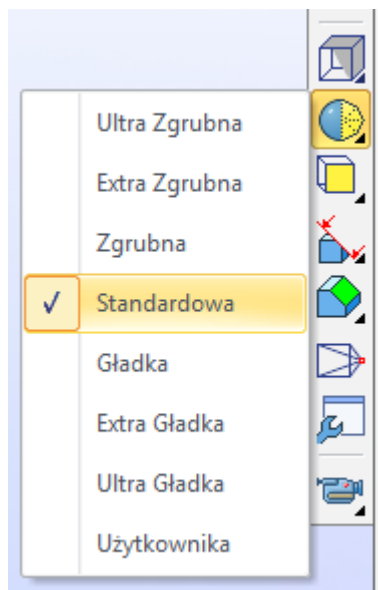 Ultra Zgrubna
Extra Zgrubna
Zgrubna
Standardowa
Gładka
Extra Gładka
Ultra Gładka
Użytkownika